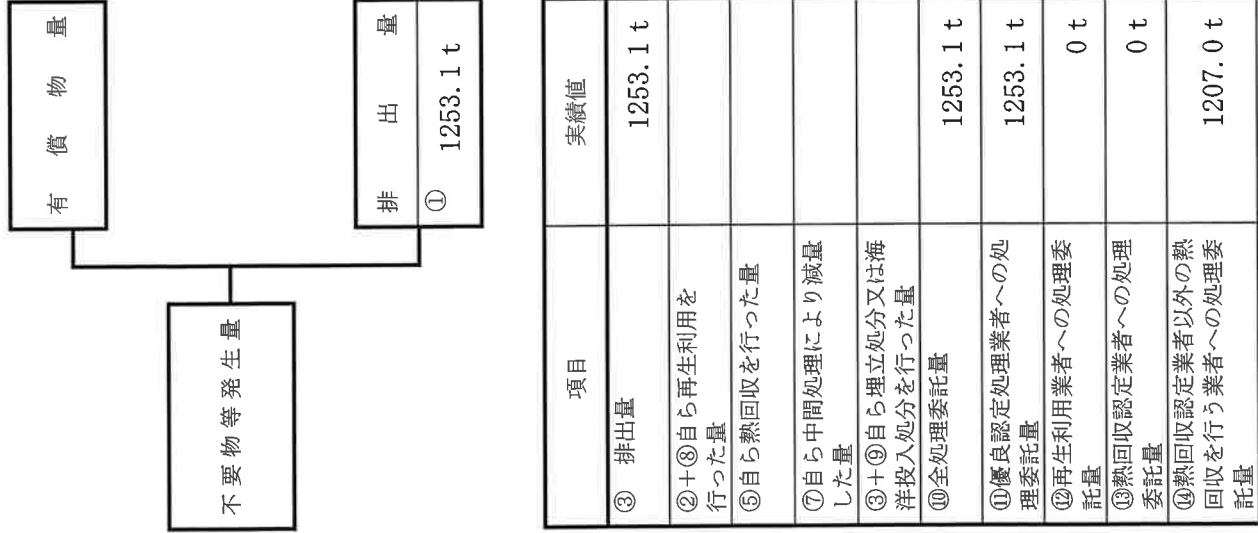 有償物量
不要物等発生量
排出量
① 1253.1 t
項目 実績値
③ 排出量 1253.1 t
②+⑧自ら再生利用を
行った量
⑤自ら熱回収を行った量
⑦自ら中間処理により減量
した量
③+⑨自ら埋立処分又は海
洋投入処分を行った量
⑩全処理委託量 1253.1 t
⑪優良認定処理業者への処
理委託量 1253.1 t
⑫再生利用業者への処理委
託量 0 t
⑬熱回収認定業者への処理
委託量 0 t
⑭熱回収認定業者以外の熱
回収を行う業者への処理委
託量 1207.0 t